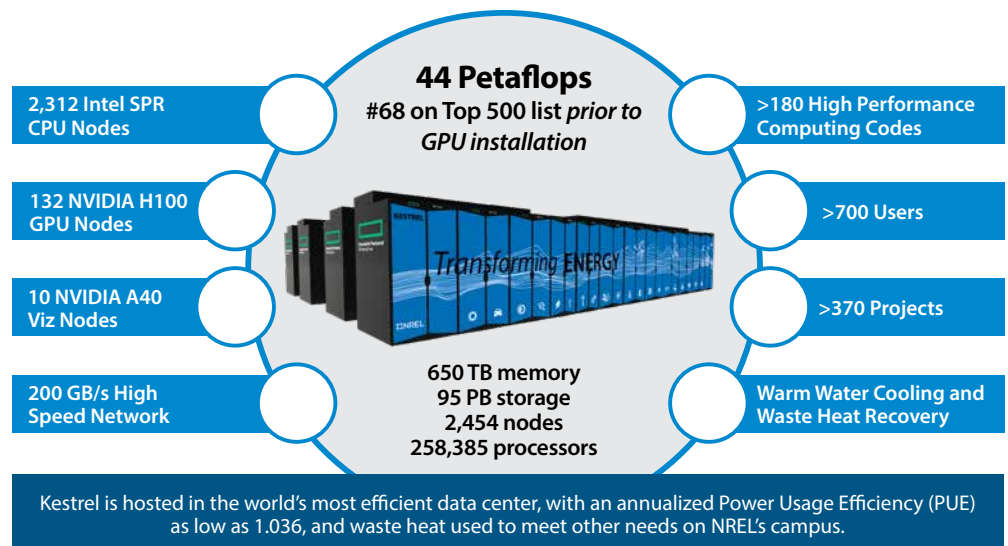 44 Petaflops
#68 on Top 500 list prior to
GPU installation
2,312 Intel SPR
CPU Nodes
132 NVIDIA H100
GPU Nodes
10 NVIDIA A40
Viz Nodes
200 GB/s High
Speed Network
>180 High Performance
Computing Codes
>700 Users
>370 Projects
Warm Water Cooling and
Waste Heat Recovery
KESTREL
Transforming ENERGY
NREL
650 TB memory
95 PB storage
2,454 nodes
258,385 processors
Kestrel is hosted in the world's most efficient data center, with an annualized Power Usage Efficiency (PUE)
as low as 1.036, and waste heat used to meet other needs on NREL's campus.